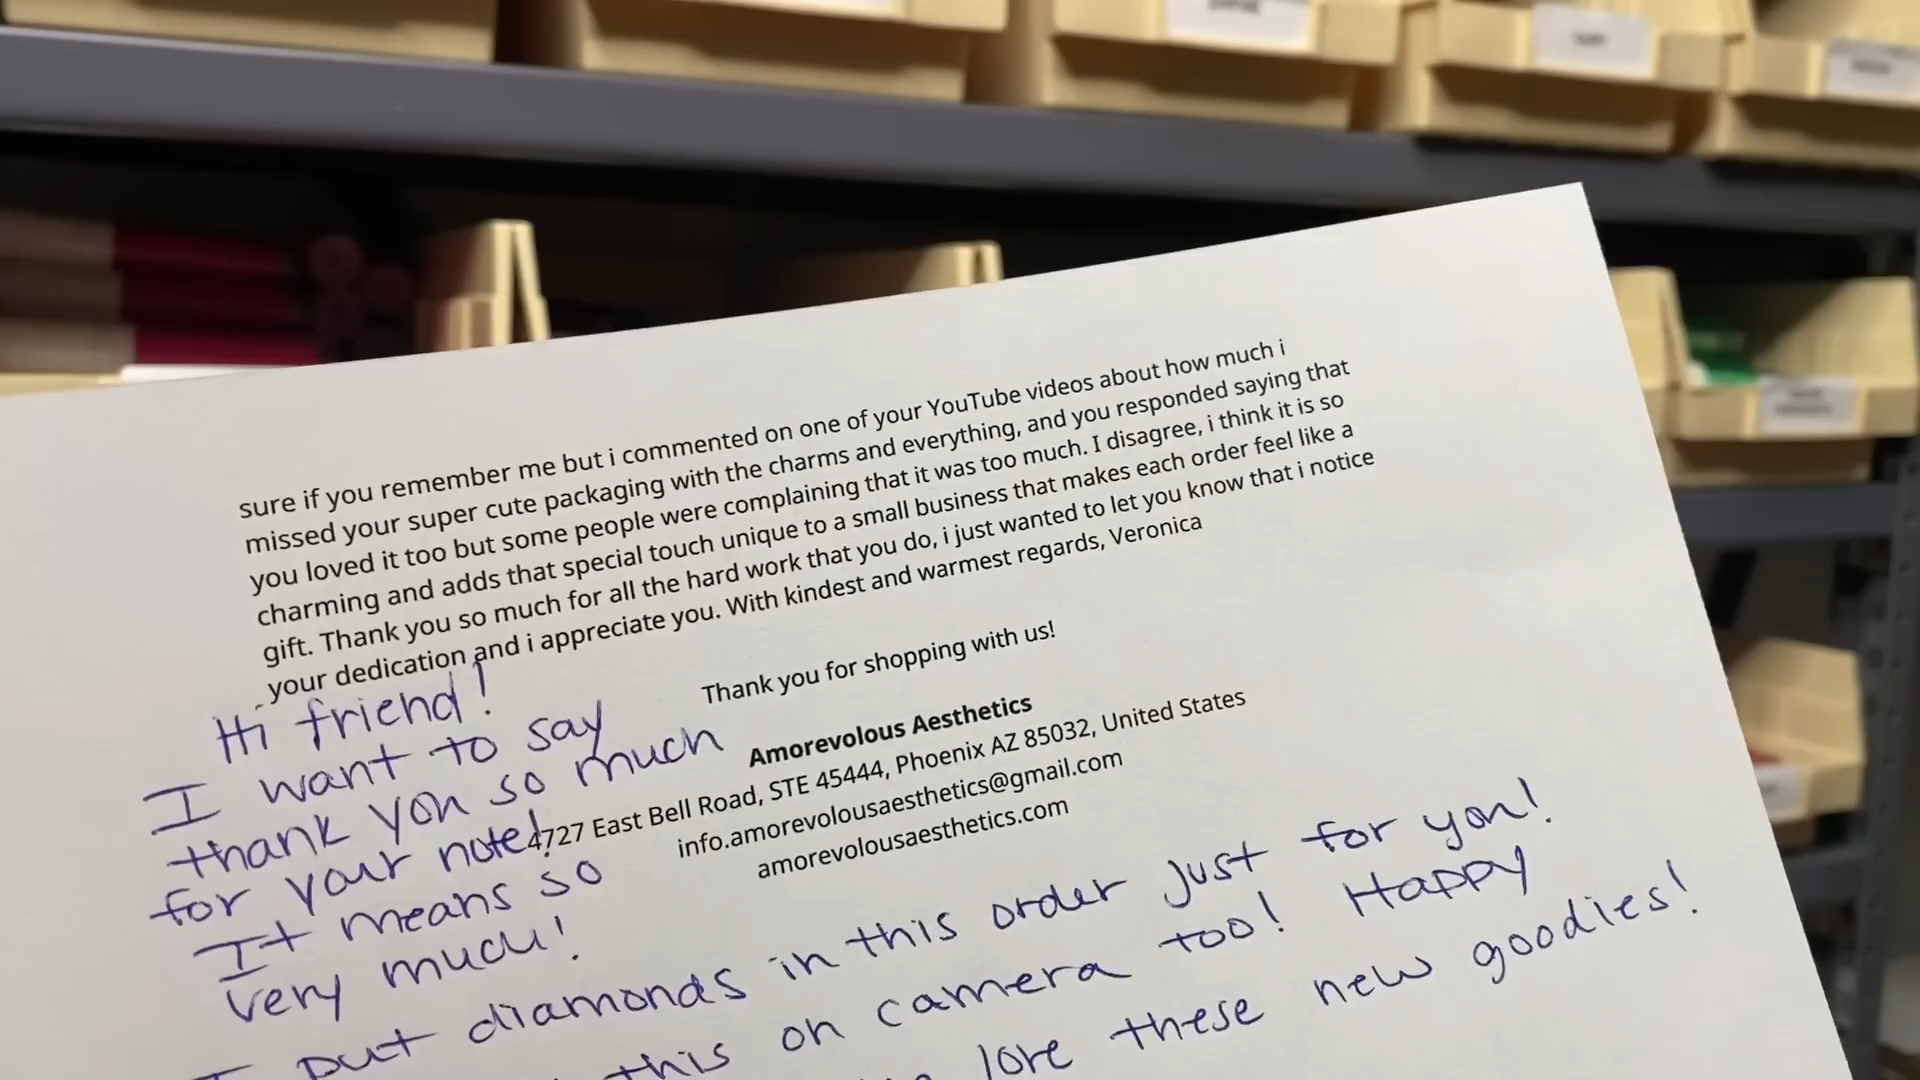 sure if you remember me but i commented on one of your YouTube videos about how much i
missed your super cute packaging with the charms and everything, and you responded saying that
you loved it too but some people were complaining that it was too much. I disagree, i think it is so
charming and adds that special touch unique to a small business that makes each order feel like a
gift. Thank you so much for all the hard work that you do, i just wanted to let you know that i notice
your dedication and i appreciate you. With kindest and warmest regards, Veronica
Thank you for shopping with us!
Amorevolous Aesthetics
4727 East Bell Road, STE 45444, Phoenix AZ 85032, United States
info.amorevolousaesthetics@gmail.com
amorevolousaesthetics.com
Hi friend!
I want to say
thank you so much
for your note!
It means so
very much!
I put diamonds in this order just for you!
this on camera too! Happy
love these new goodies!